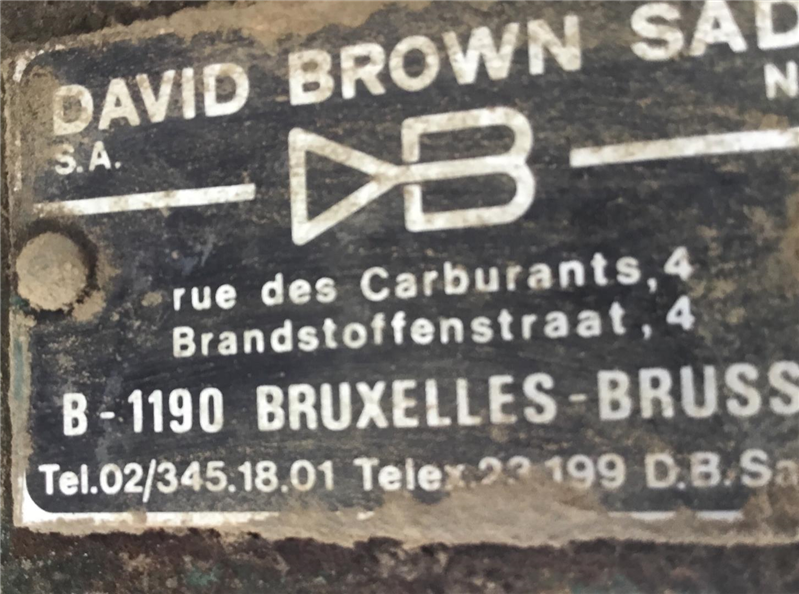 DAVID BROWN SAD
S.A. N
DB
rue des Carburants, 4
Brandstoffenstraat, 4
B-1190 BRUXELLES-BRUSS
Tel.02/345.18.01 Telex 199 D.B.Sa